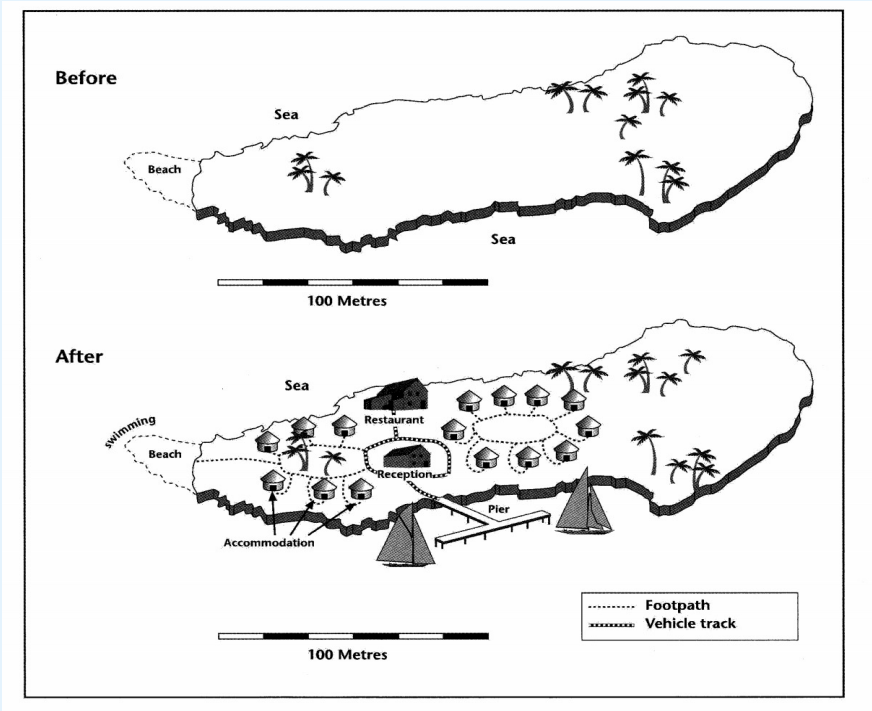 Before
Sea
Beach
Sea
100 Metres
After
Sea
Restaurant
swimming
Beach
Reception
Pier
Accommodation
Footpath
Vehicle track
100 Metres